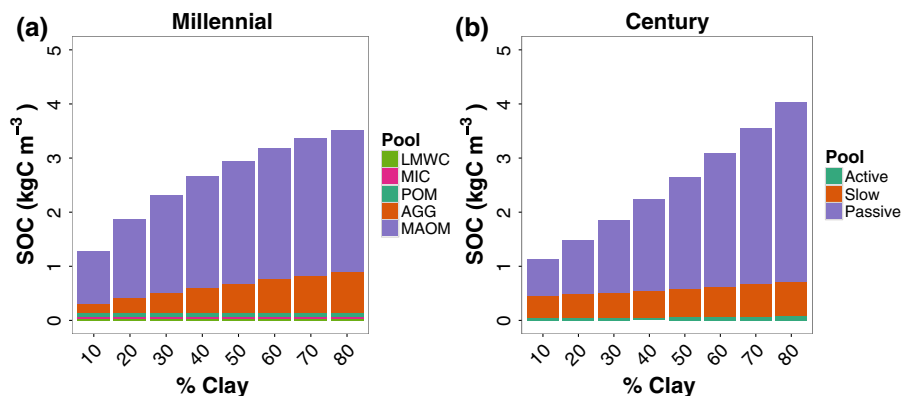 (a) Millennial
SOC (kgC m⁻³)
5
4
3
2
1
0
10 20 30 40 50 60 70 80
% Clay
Pool
LMWC
MIC
POM
AGG
MAOM
(b) Century
SOC (kgC m⁻³)
5
4
3
2
1
0
10 20 30 40 50 60 70 80
% Clay
Pool
Active
Slow
Passive